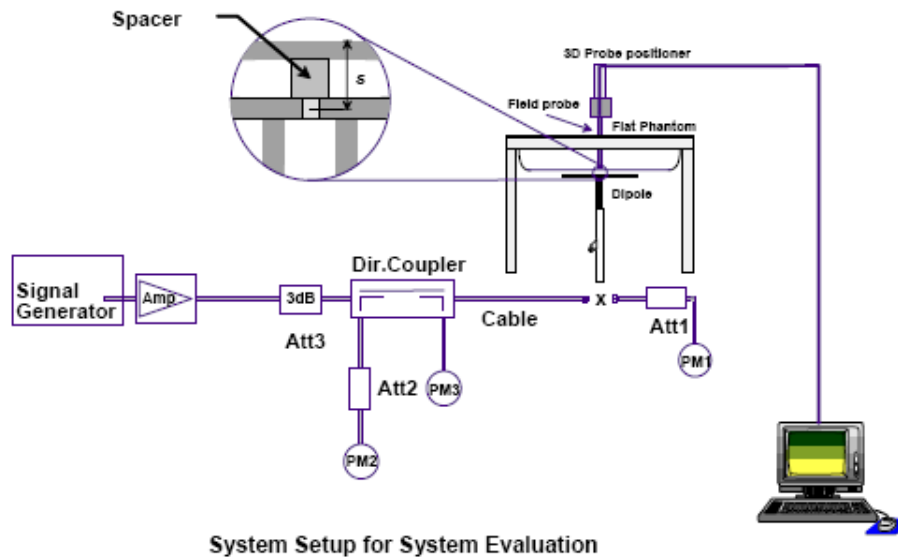 Spacer
s
3D Probe positioner
Field probe
Flat Phantom
Dipole
Signal
Generator
Amp
3dB
Att3
Dir.Coupler
Cable
x
Att1
PM1
Att2
PM3
PM2
System Setup for System Evaluation